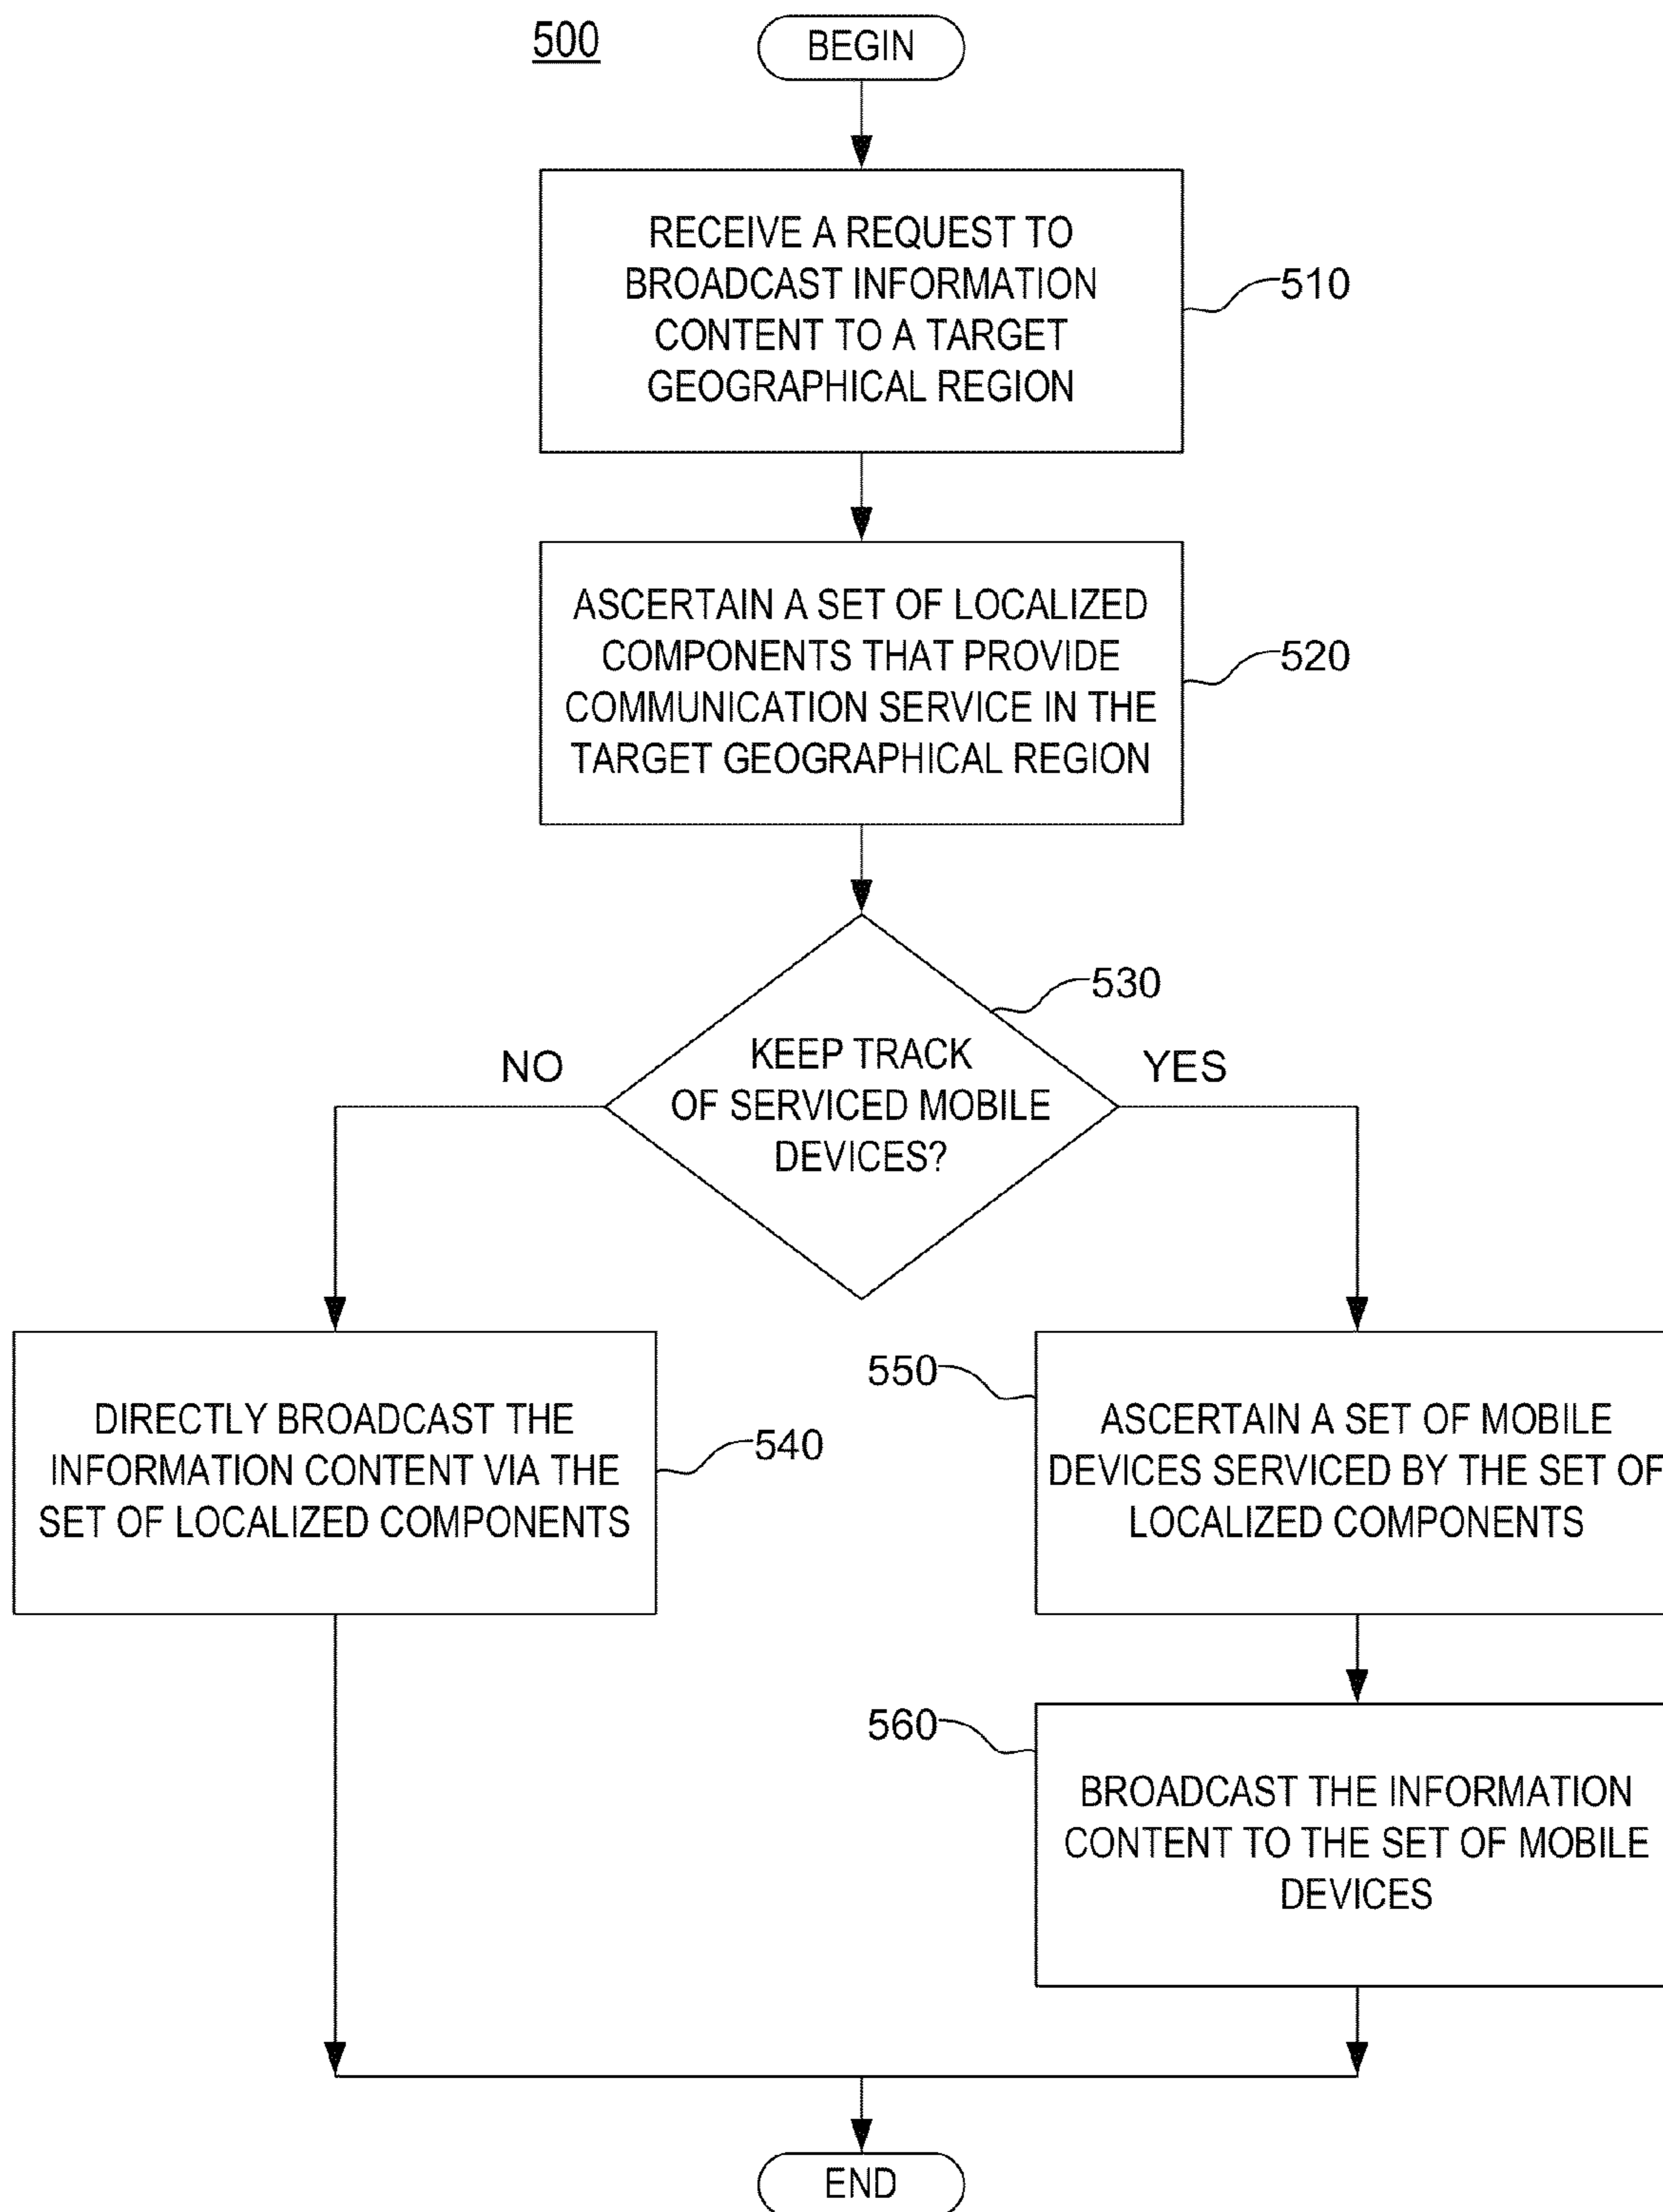 500
BEGIN
RECEIVE A REQUEST TO
BROADCAST INFORMATION
CONTENT TO A TARGET
GEOGRAPHICAL REGION
510
ASCERTAIN A SET OF LOCALIZED
COMPONENTS THAT PROVIDE
COMMUNICATION SERVICE IN THE
TARGET GEOGRAPHICAL REGION
520
530
KEEP TRACK
OF SERVICED MOBILE
DEVICES?
NO
YES
DIRECTLY BROADCAST THE
INFORMATION CONTENT VIA THE
SET OF LOCALIZED COMPONENTS
540
550
ASCERTAIN A SET OF MOBILE
DEVICES SERVICED BY THE SET OF
LOCALIZED COMPONENTS
560
BROADCAST THE INFORMATION
CONTENT TO THE SET OF MOBILE
DEVICES
END